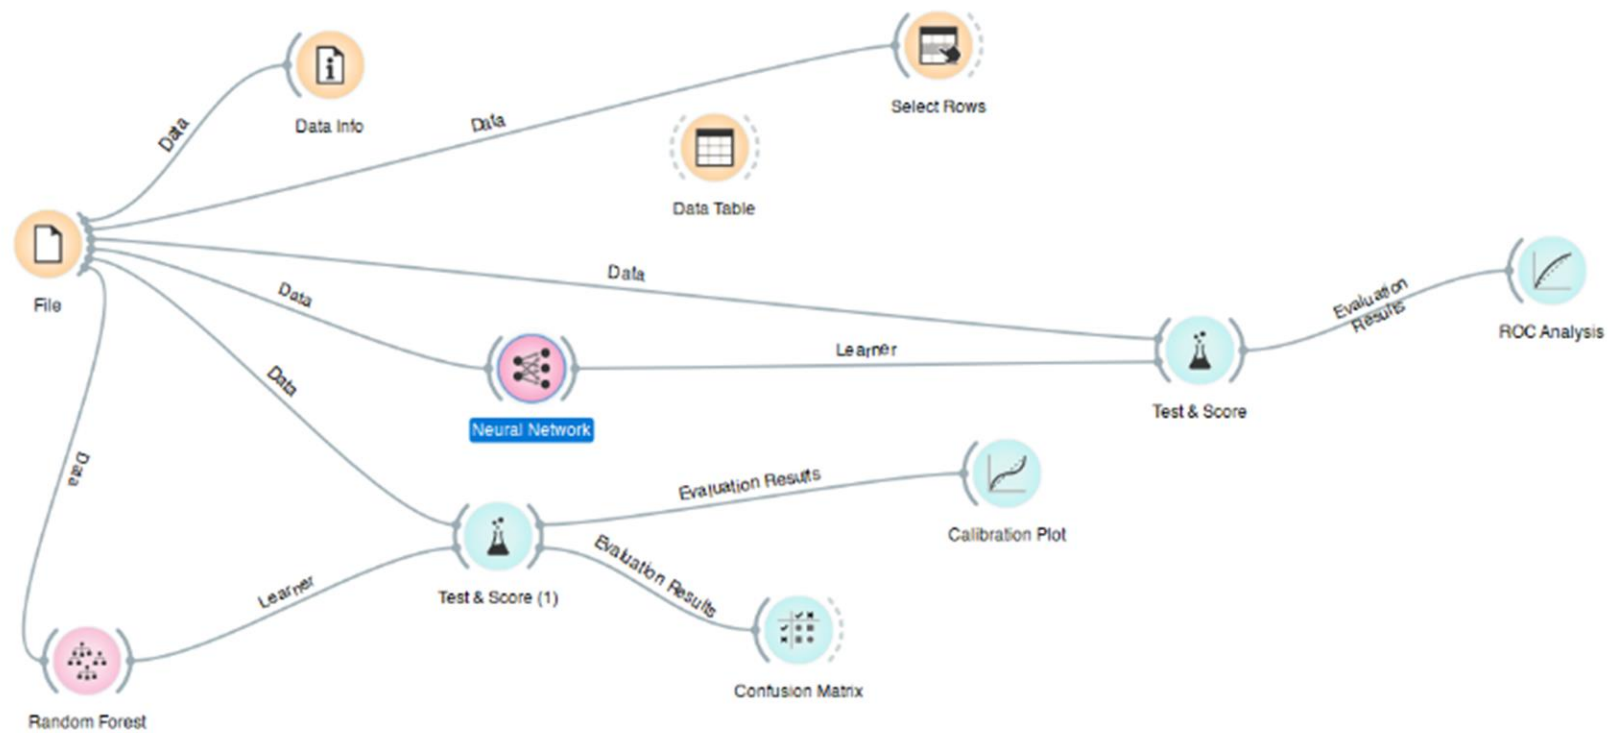 Data Info
Data
Data
Select Rows
Data Table
File
Data
Data
Learner
Neural Network
Test & Score
Evaluation
Results
ROC Analysis
Data
Data
Evaluation Results
Calibration Plot
Test & Score (1)
Evaluation Results
Learner
Confusion Matrix
Random Forest